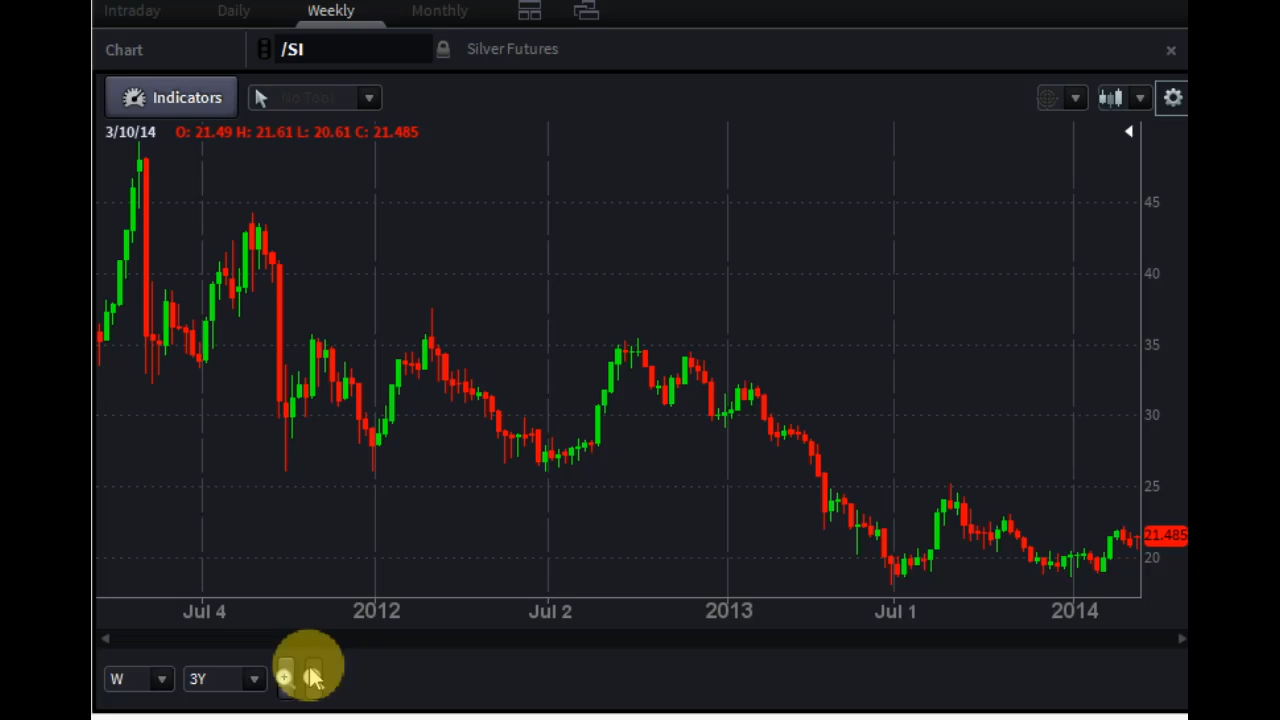 Intraday Daily Weekly Monthly
Chart /SI Silver Futures
Indicators No Tool
3/10/14 O: 21.49 H: 21.61 L: 20.61 C: 21.485
45
40
35
30
25
21.485
20
Jul 4 2012 Jul 2 2013 Jul 1 2014
W 3Y